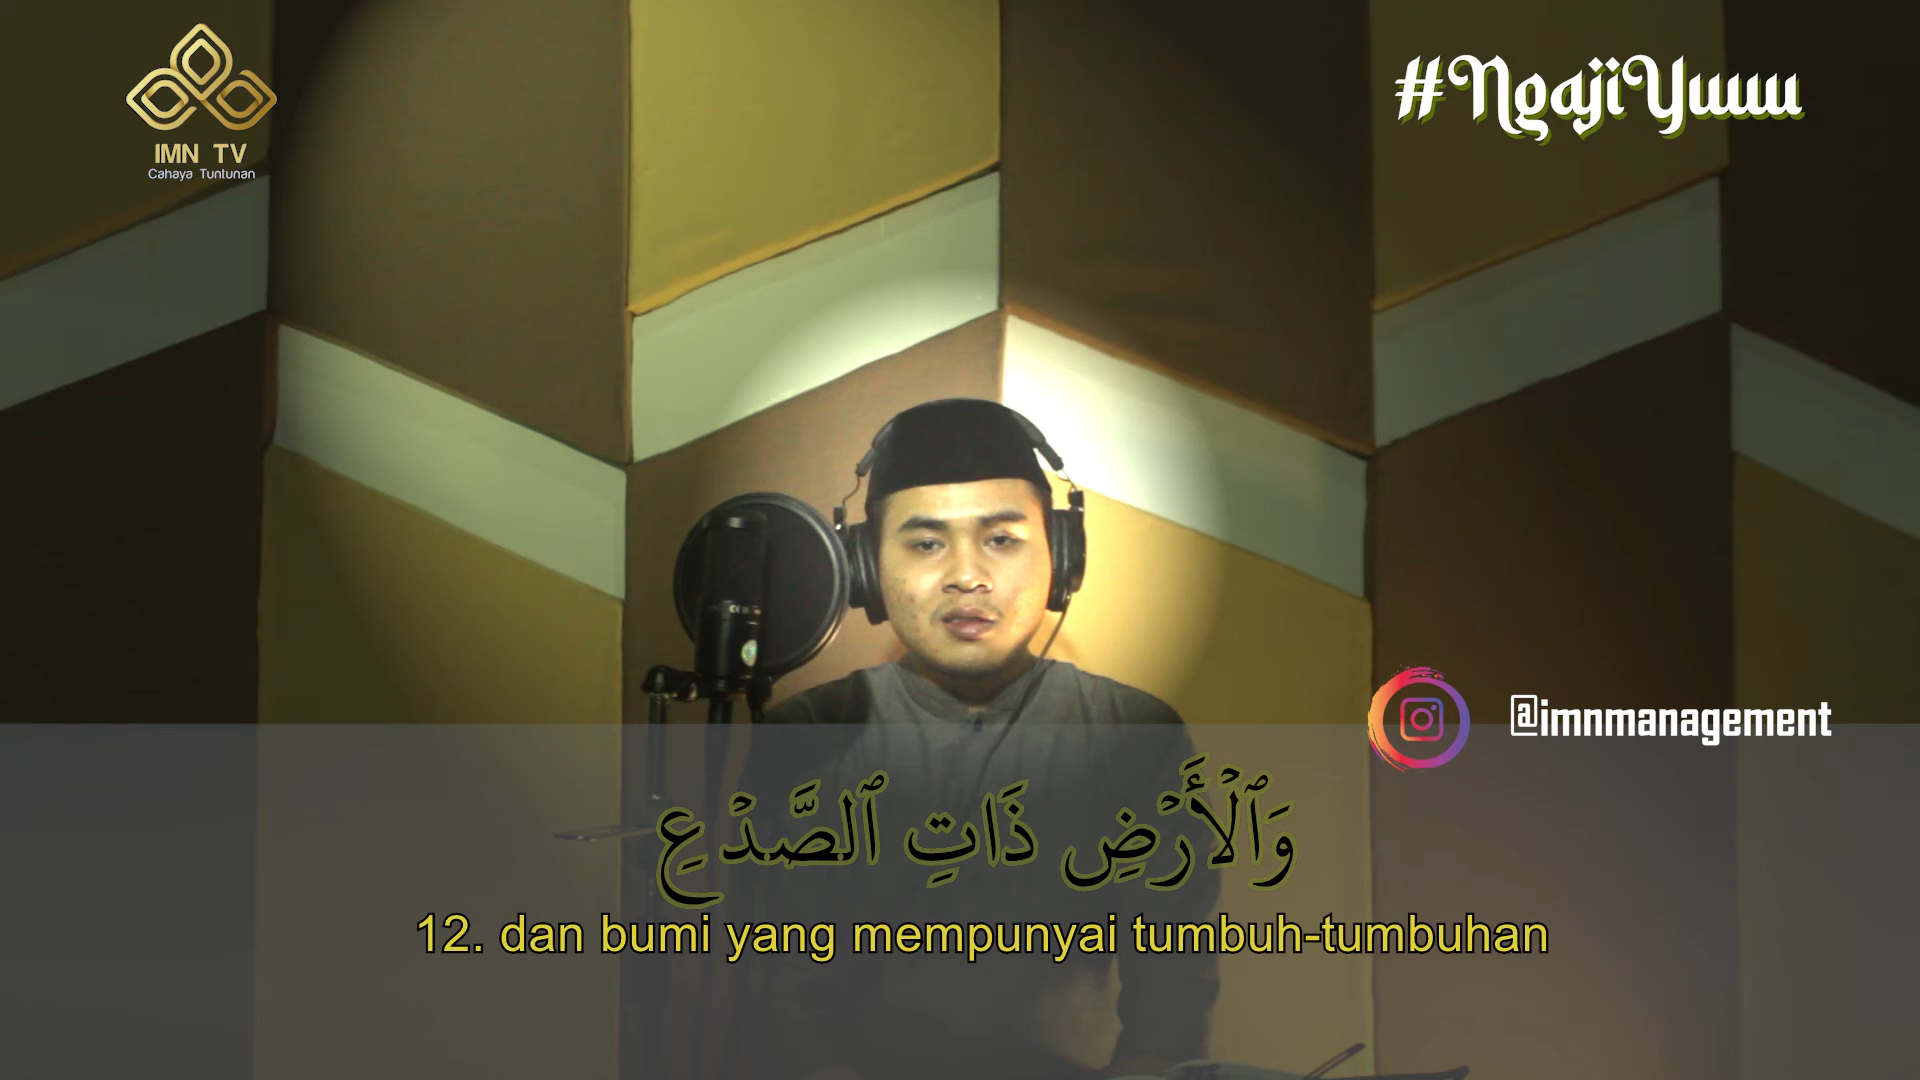 IMN TV
Cahaya Tuntunan
#NgajiYuuu
@imnmanagement
وَٱلْأَرْضِ ذَاتِ ٱلصَّدْعِ
12. dan bumi yang mempunyai tumbuh-tumbuhan